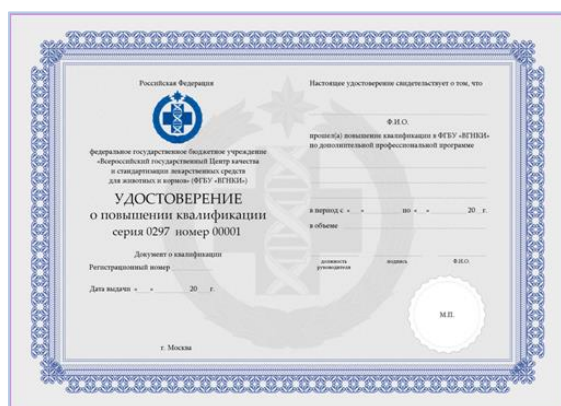 Российская Федерация
федеральное государственное бюджетное учреждение
«Всероссийский государственный Центр качества
и стандартизации лекарственных средств
для животных и кормов» (ФГБУ «ВГНКИ»)
УДОСТОВЕРЕНИЕ
о повышении квалификации
серия 0297 номер 00001
Документ о квалификации
Регистрационный номер
Дата выдачи « » 20 г.
г. Москва
Настоящее удостоверение свидетельствует о том, что
Ф.И.О.
прошел(а) повышение квалификации в ФГБУ «ВГНКИ»
по дополнительной профессиональной программе
в период с « » по « » 20 г.
в объеме
должность подпись Ф.И.О.
руководителя
М.П.